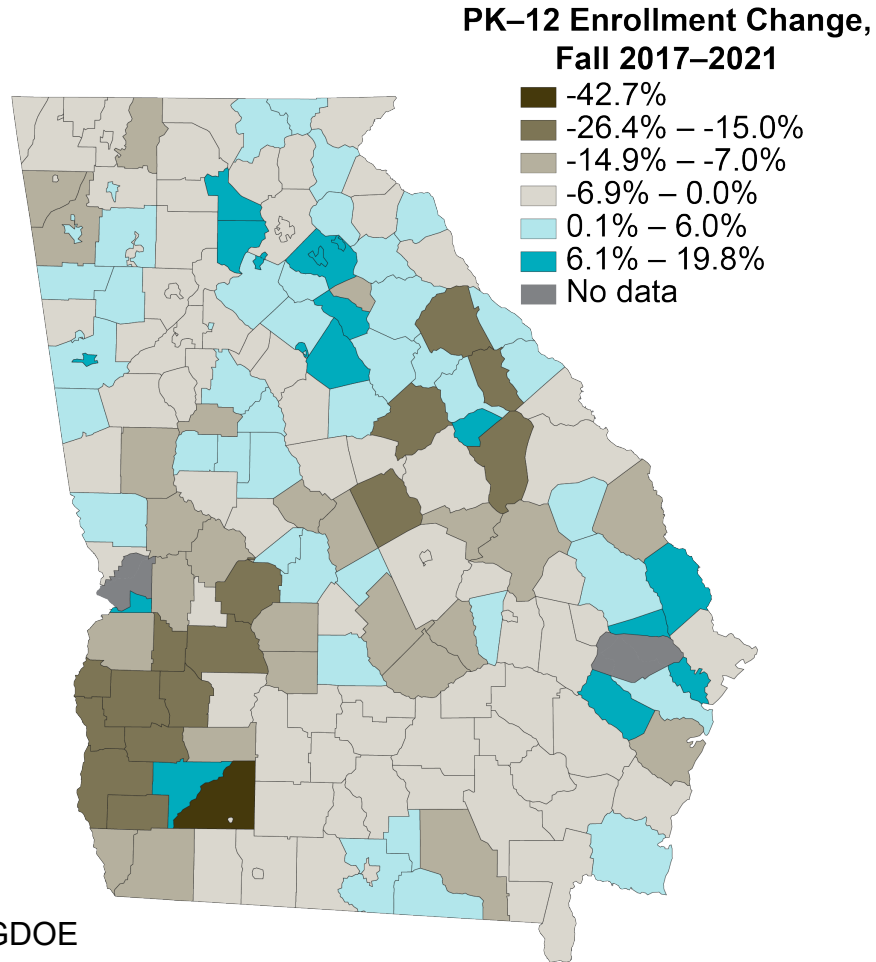 PK–12 Enrollment Change,
Fall 2017–2021
-42.7%
-26.4% – -15.0%
-14.9% – -7.0%
-6.9% – 0.0%
0.1% – 6.0%
6.1% – 19.8%
No data
GDOE